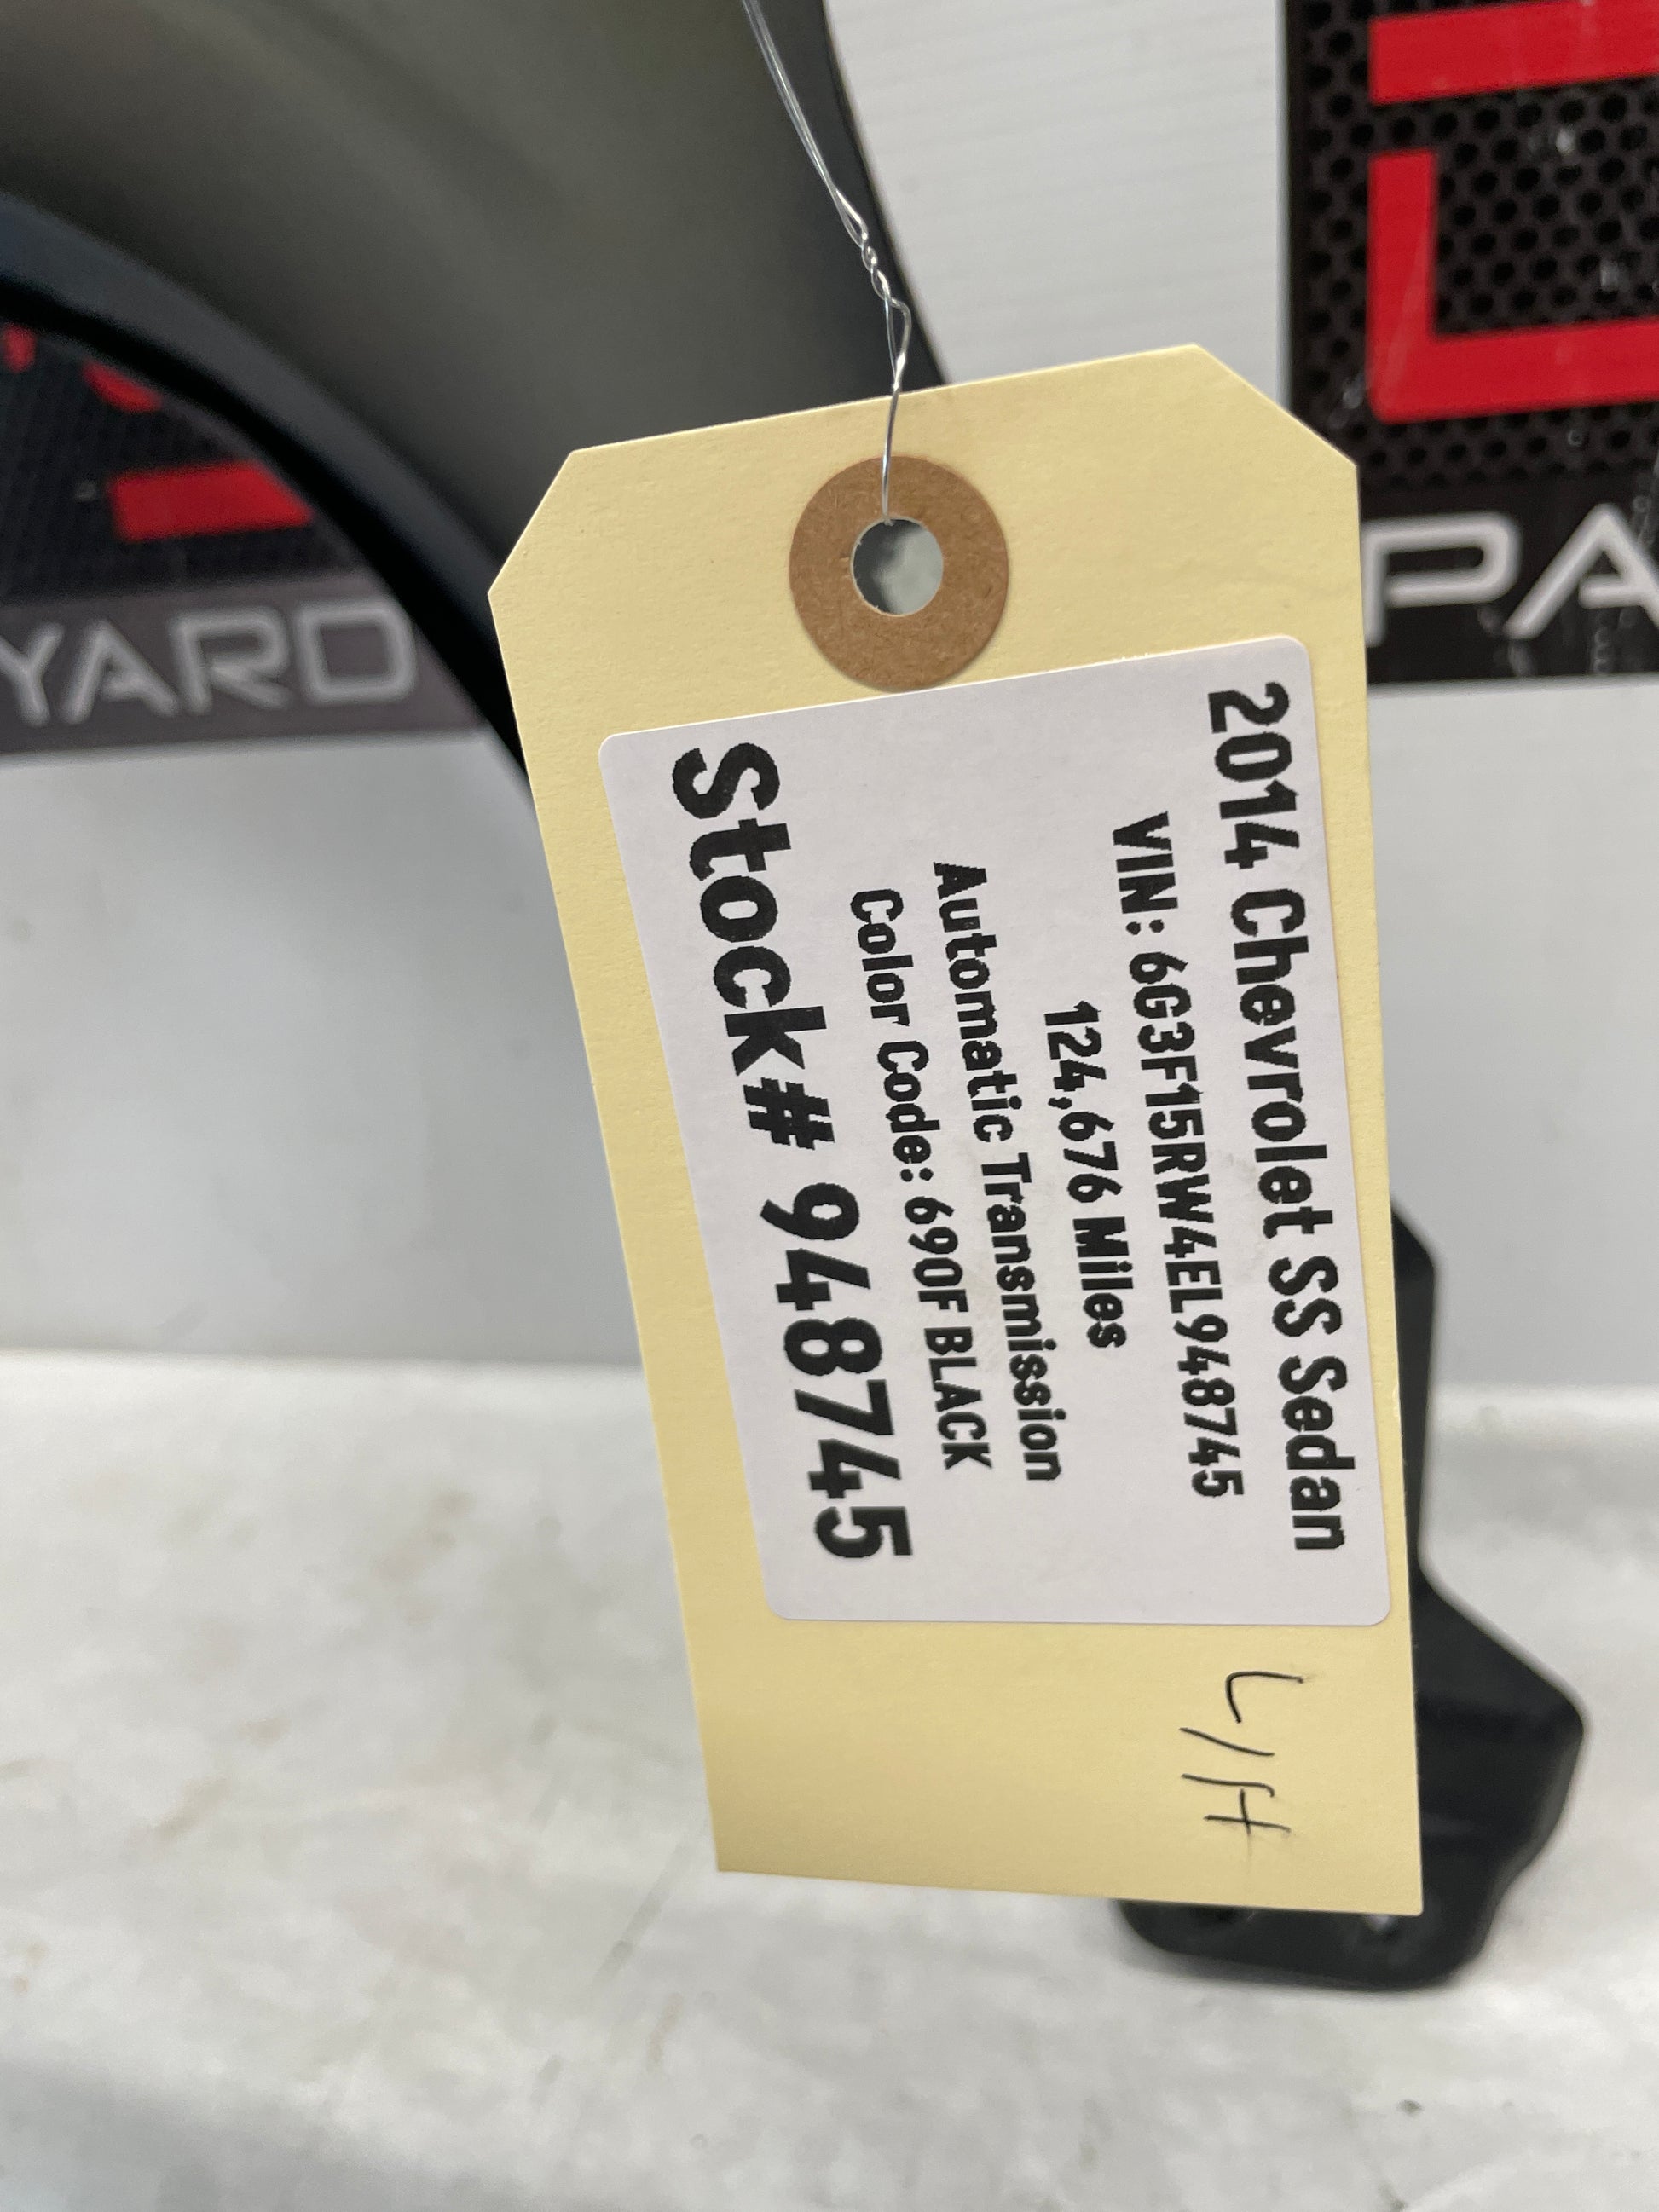 2014 Chevrolet SS Sedan
VIN: 6G3F15RW4EL948745
124,676 Miles
Automatic Transmission
Color Code: 690F BLACK
Stock# 948745
L/H
YARD
PA